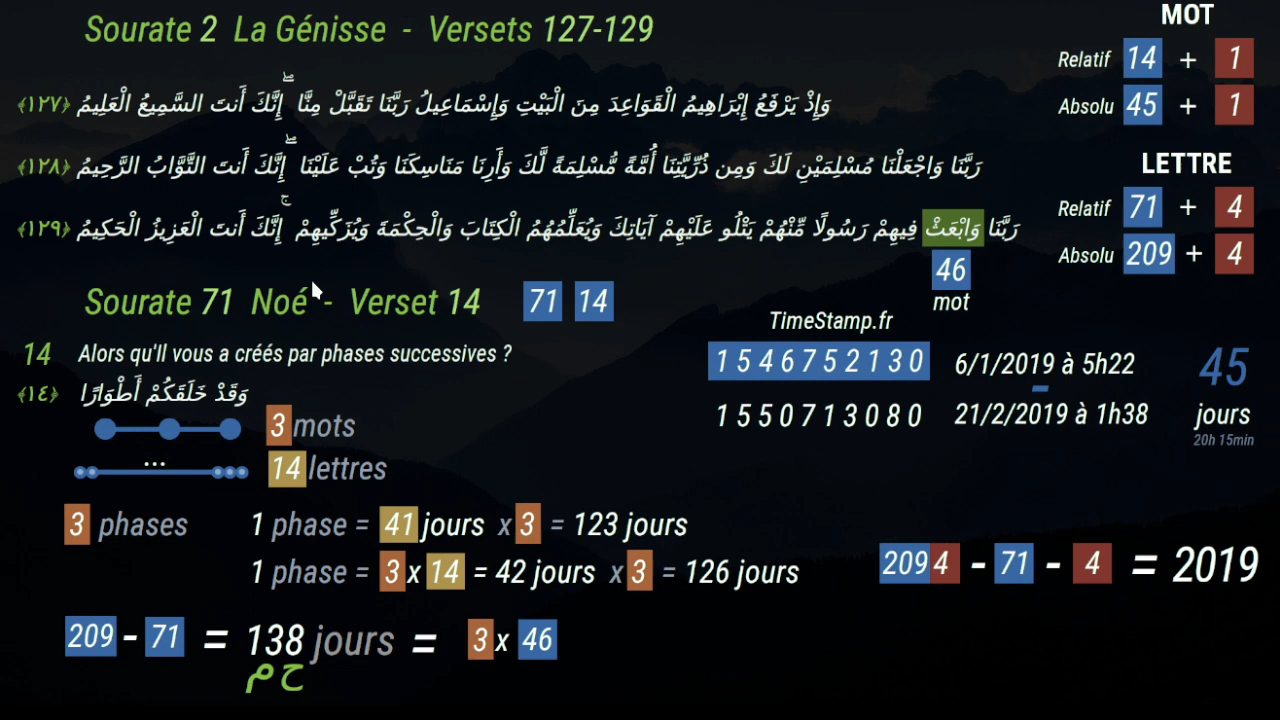 Sourate 2 La Génisse - Versets 127-129
وَإِذْ يَرْفَعُ إِبْرَاهِيمُ الْقَوَاعِدَ مِنَ الْبَيْتِ وَإِسْمَاعِيلُ رَبَّنَا تَقَبَّلْ مِنَّا ۖ إِنَّكَ أَنتَ السَّمِيعُ الْعَلِيمُ ﴿١٢٧﴾
رَبَّنَا وَاجْعَلْنَا مُسْلِمَيْنِ لَكَ وَمِن ذُرِّيَّتِنَا أُمَّةً مُّسْلِمَةً لَّكَ وَأَرِنَا مَنَاسِكَنَا وَتُبْ عَلَيْنَا ۖ إِنَّكَ أَنتَ التَّوَّابُ الرَّحِيمُ ﴿١٢٨﴾
رَبَّنَا وَابْعَثْ فِيهِمْ رَسُولًا مِّنْهُمْ يَتْلُو عَلَيْهِمْ آيَاتِكَ وَيُعَلِّمُهُمُ الْكِتَابَ وَالْحِكْمَةَ وَيُزَكِّيهِمْ ۚ إِنَّكَ أَنتَ الْعَزِيزُ الْحَكِيمُ ﴿١٢٩﴾
46
mot
MOT
Relatif 14 + 1
Absolu 45 + 1
LETTRE
Relatif 71 + 4
Absolu 209 + 4
Sourate 71 Noé - Verset 14 71 14
14 Alors qu'Il vous a créés par phases successives ?
وَقَدْ خَلَقَكُمْ أَطْوَارًا ﴿١٤﴾
3 mots
... 14 lettres
TimeStamp.fr
1546752130 6/1/2019 à 5h22
-
1550713080 21/2/2019 à 1h38
45
jours
20h 15min
3 phases 1 phase = 41 jours x 3 = 123 jours
1 phase = 3 x 14 = 42 jours x 3 = 126 jours
2094 - 71 - 4 = 2019
209 - 71 = 138 jours = 3 x 46
ح م